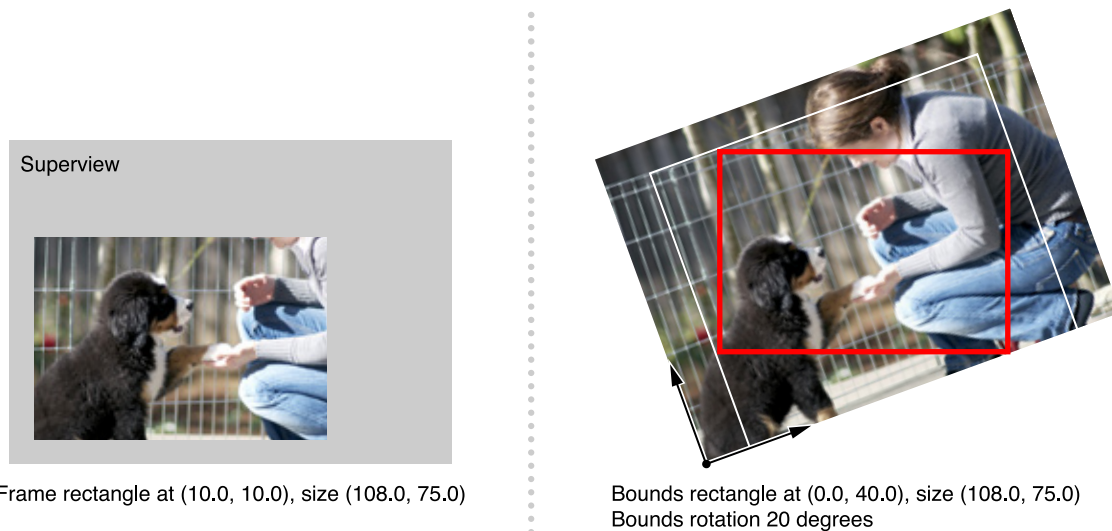 Superview
Frame rectangle at (10.0, 10.0), size (108.0, 75.0)
Bounds rectangle at (0.0, 40.0), size (108.0, 75.0)
Bounds rotation 20 degrees